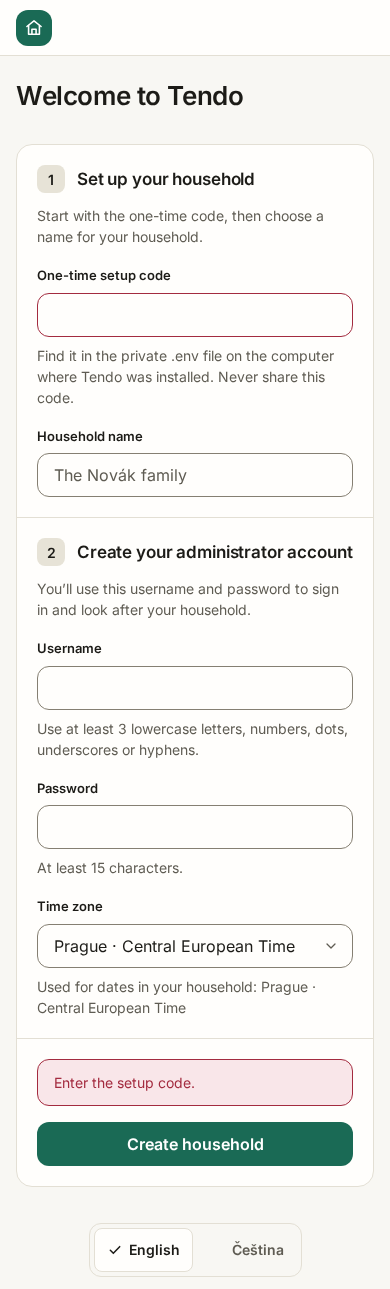 Welcome to Tendo
1 Set up your household
Start with the one-time code, then choose a
name for your household.
One-time setup code
Find it in the private .env file on the computer
where Tendo was installed. Never share this
code.
Household name
The Novák family
2 Create your administrator account
You’ll use this username and password to sign
in and look after your household.
Username
Use at least 3 lowercase letters, numbers, dots,
underscores or hyphens.
Password
At least 15 characters.
Time zone
Prague · Central European Time
Used for dates in your household: Prague ·
Central European Time
Enter the setup code.
Create household
English Čeština